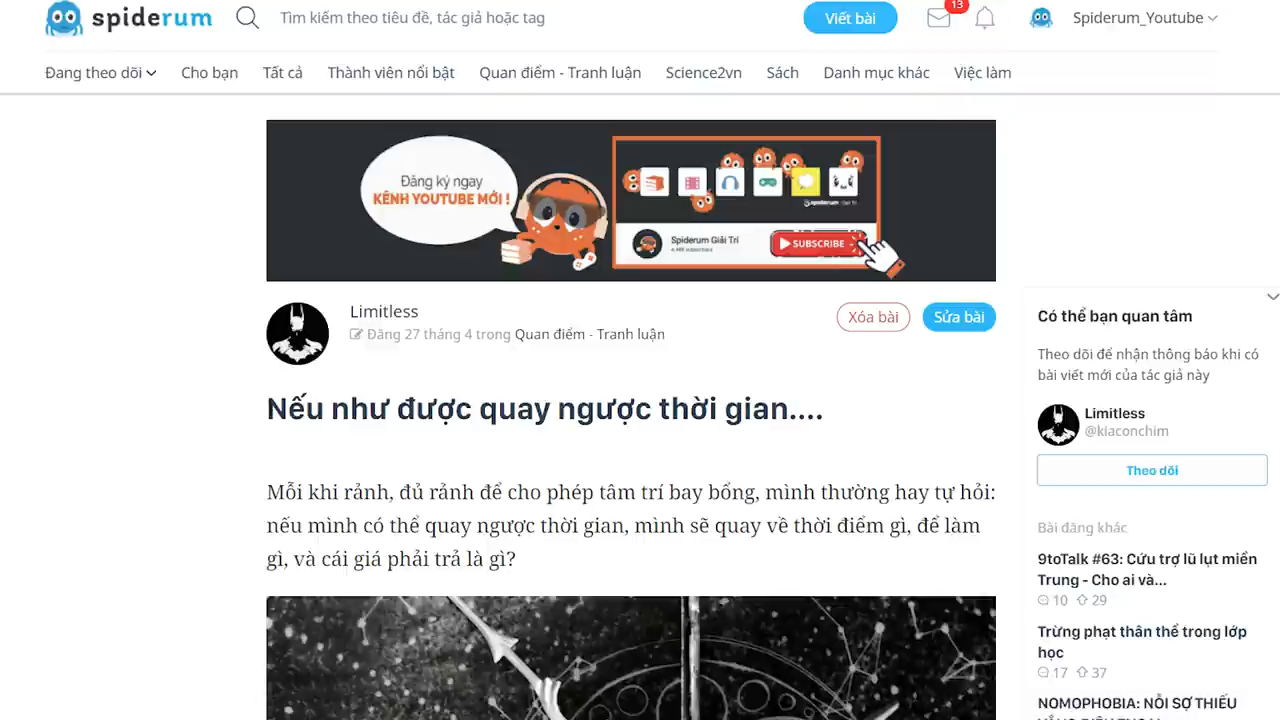 spiderum
Tìm kiếm theo tiêu đề, tác giả hoặc tag
Viết bài
13
Spiderum_Youtube
Đang theo dõi
Cho bạn
Tất cả
Thành viên nổi bật
Quan điểm - Tranh luận
Science2vn
Sách
Danh mục khác
Việc làm
Đăng ký ngay
KÊNH YOUTUBE MỚI !
spiderum
Spiderum Giải Trí
SUBSCRIBE
Limitless
Đăng 27 tháng 4 trong Quan điểm - Tranh luận
Xóa bài
Sửa bài
Nếu như được quay ngược thời gian....
Mỗi khi rảnh, đủ rảnh để cho phép tâm trí bay bổng, mình thường hay tự hỏi:
nếu mình có thể quay ngược thời gian, mình sẽ quay về thời điểm gì, để làm
gì, và cái giá phải trả là gì?
Có thể bạn quan tâm
Theo dõi để nhận thông báo khi có
bài viết mới của tác giả này
Limitless
@kiaconchim
Theo dõi
Bài đăng khác
9toTalk #63: Cứu trợ lũ lụt miền
Trung - Cho ai và...
10 29
Trừng phạt thân thể trong lớp
học
17 37
NOMOPHOBIA: NỖI SỢ THIẾU